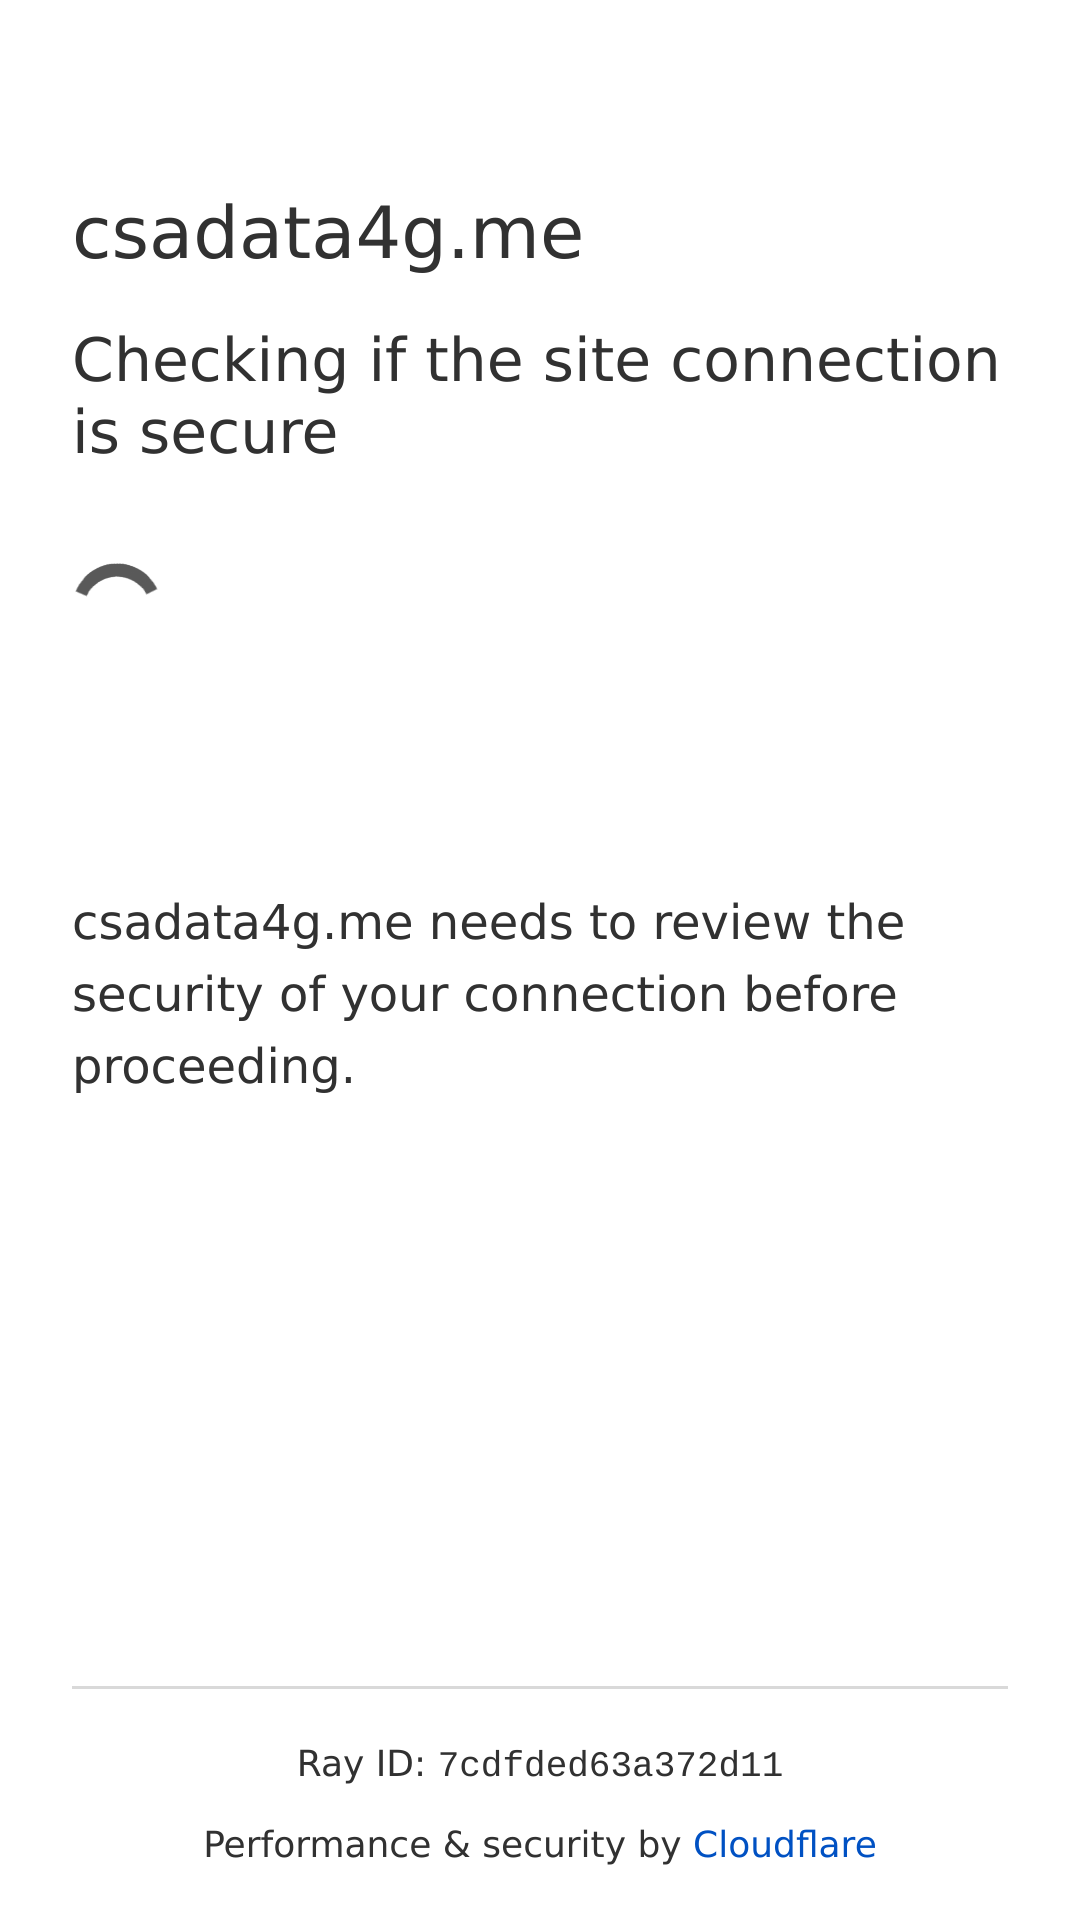 csadata4g.me
Checking if the site connection
is secure
csadata4g.me needs to review the
security of your connection before
proceeding.
Ray ID: 7cdfded63a372d11
Performance & security by Cloudflare